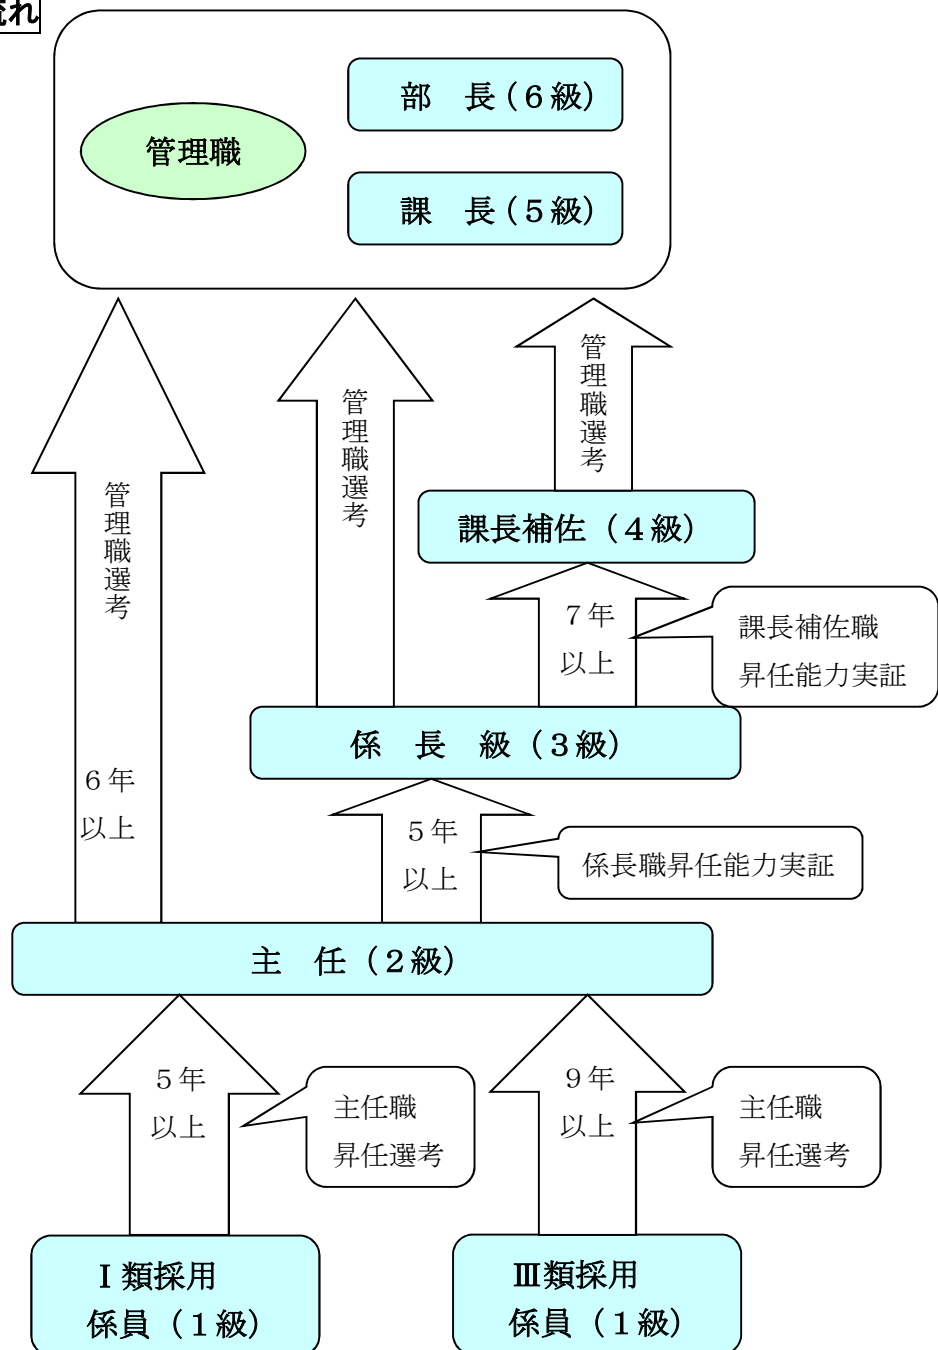 流れ
部　長（６級）
管理職
課　長（５級）
管理職選考
管理職選考
管理職選考
課長補佐（４級）
７年
以上
課長補佐職
昇任能力実証
係　長　級（３級）
６年
以上
５年
以上
係長職昇任能力実証
主　任（２級）
５年
以上
主任職
昇任選考
９年
以上
主任職
昇任選考
Ⅰ類採用
係員（１級）
Ⅲ類採用
係員（１級）